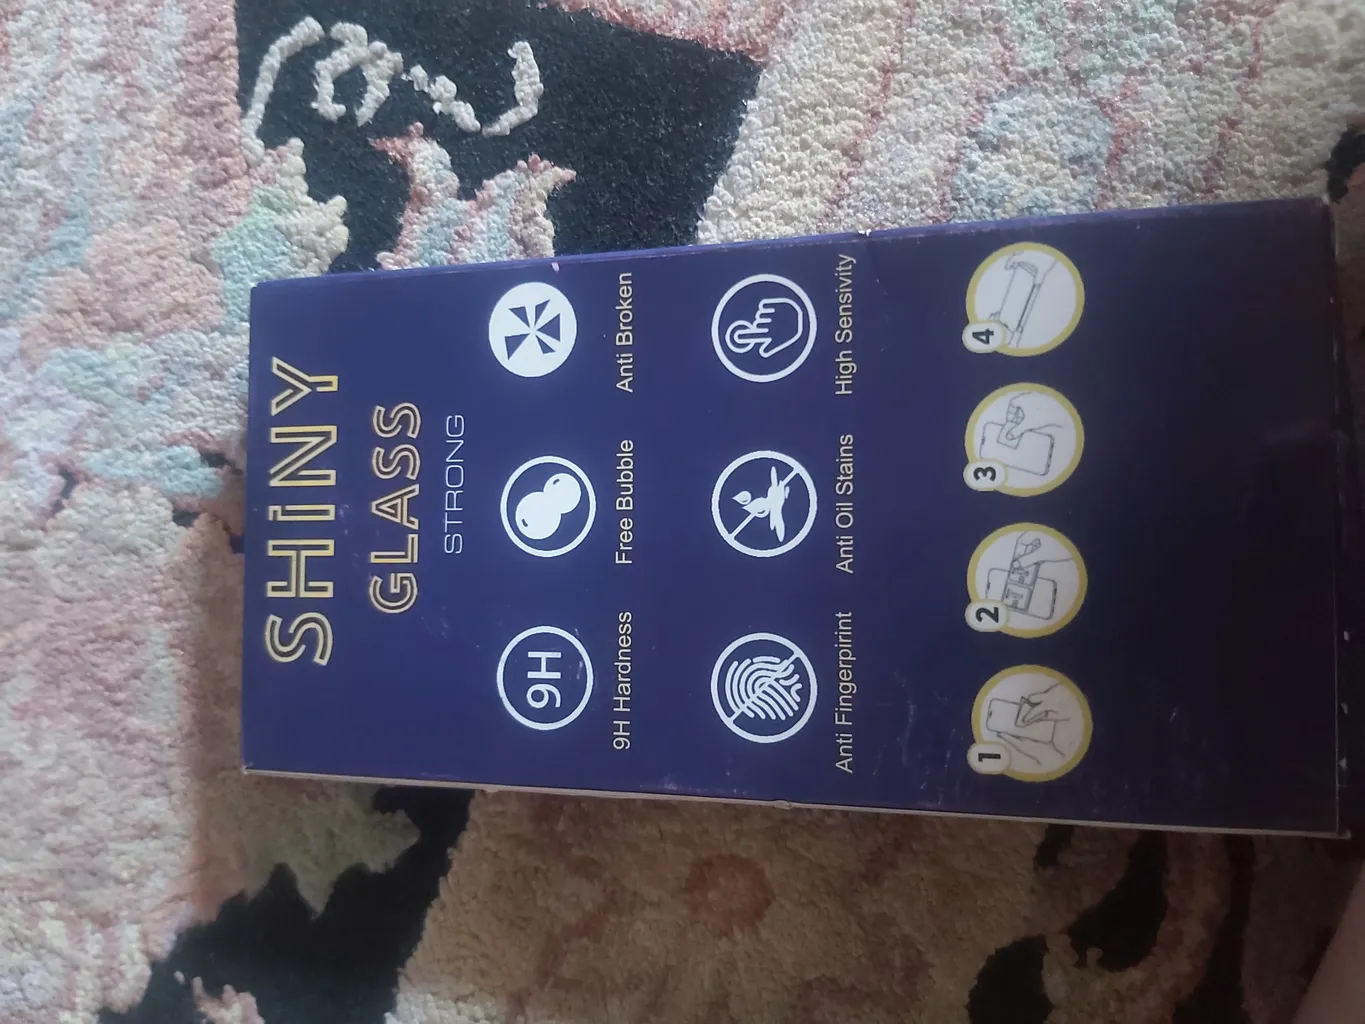 SHiNY
GLASS
STRONG
9H
9H Hardness
Free Bubble
Anti Broken
Anti Fingerpirint
Anti Oil Stains
High Sensivity
1
2
3
4